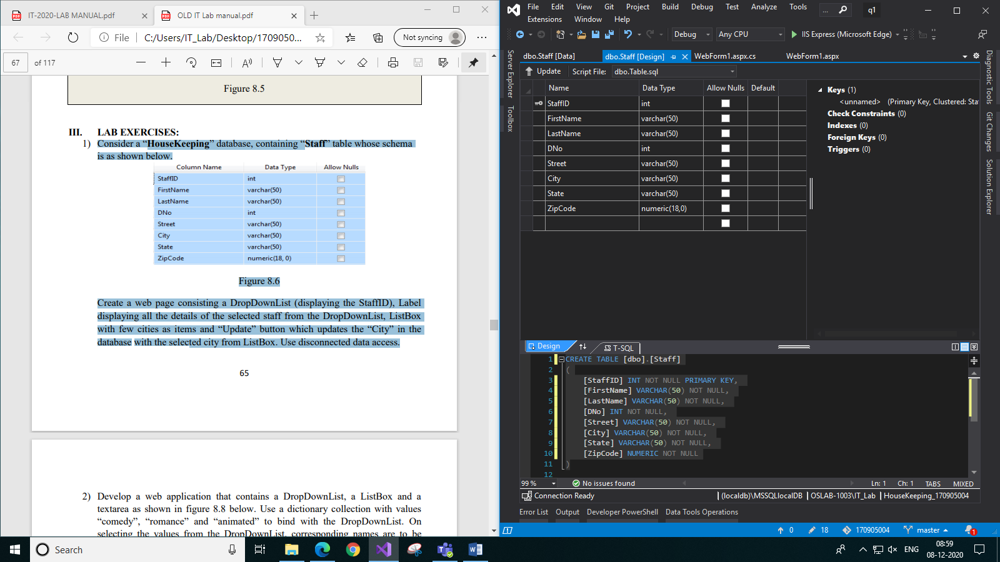 IT-2020-LAB MANUAL.pdf
OLD IT Lab manual.pdf
File
C:/Users/IT_Lab/Desktop/1709050...
Not syncing
67
of 117
Figure 8.5
III. LAB EXERCISES:
1) Consider a “HouseKeeping” database, containing “Staff” table whose schema
is as shown below.
Column Name Data Type Allow Nulls
StaffID int
FirstName varchar(50)
LastName varchar(50)
DNo int
Street varchar(50)
City varchar(50)
State varchar(50)
ZipCode numeric(18, 0)
Figure 8.6
Create a web page consisting a DropDownList (displaying the StaffID), Label
displaying all the details of the selected staff from the DropDownList, ListBox
with few cities as items and “Update” button which updates the “City” in the
database with the selected city from ListBox. Use disconnected data access.
65
2) Develop a web application that contains a DropDownList, a ListBox and a
textarea as shown in figure 8.8 below. Use a dictionary collection with values
“comedy”, “romance” and “animated” to bind with the DropDownList. On
selecting the values from the DropDownList, corresponding names are to be
File Edit View Git Project Build Debug Test Analyze Tools
... q1
Extensions Window Help
Debug Any CPU IIS Express (Microsoft Edge)
Server Explorer
Toolbox
dbo.Staff [Data] dbo.Staff [Design] WebForm1.aspx.cs WebForm1.aspx
Update Script File: dbo.Table.sql
Name Data Type Allow Nulls Default
StaffID int
FirstName varchar(50)
LastName varchar(50)
DNo int
Street varchar(50)
City varchar(50)
State varchar(50)
ZipCode numeric(18,0)
Keys (1)
<unnamed> (Primary Key, Clustered: Sta
Check Constraints (0)
Indexes (0)
Foreign Keys (0)
Triggers (0)
Diagnostic Tools
Git Changes
Solution Explorer
Design T-SQL
1 CREATE TABLE [dbo].[Staff]
2 (
3 [StaffID] INT NOT NULL PRIMARY KEY,
4 [FirstName] VARCHAR(50) NOT NULL,
5 [LastName] VARCHAR(50) NOT NULL,
6 [DNo] INT NOT NULL,
7 [Street] VARCHAR(50) NOT NULL,
8 [City] VARCHAR(50) NOT NULL,
9 [State] VARCHAR(50) NOT NULL,
10 [ZipCode] NUMERIC NOT NULL
11 )
12
99 % No issues found Ln: 1 Ch: 1 TABS MIXED
Connection Ready | (localdb)\MSSQLlocalDB | OSLAB-1003\IT_Lab | HouseKeeping_170905004
Error List Output Developer PowerShell Data Tools Operations
0 18 170905004 master 1
Search
ENG
08:59
08-12-2020